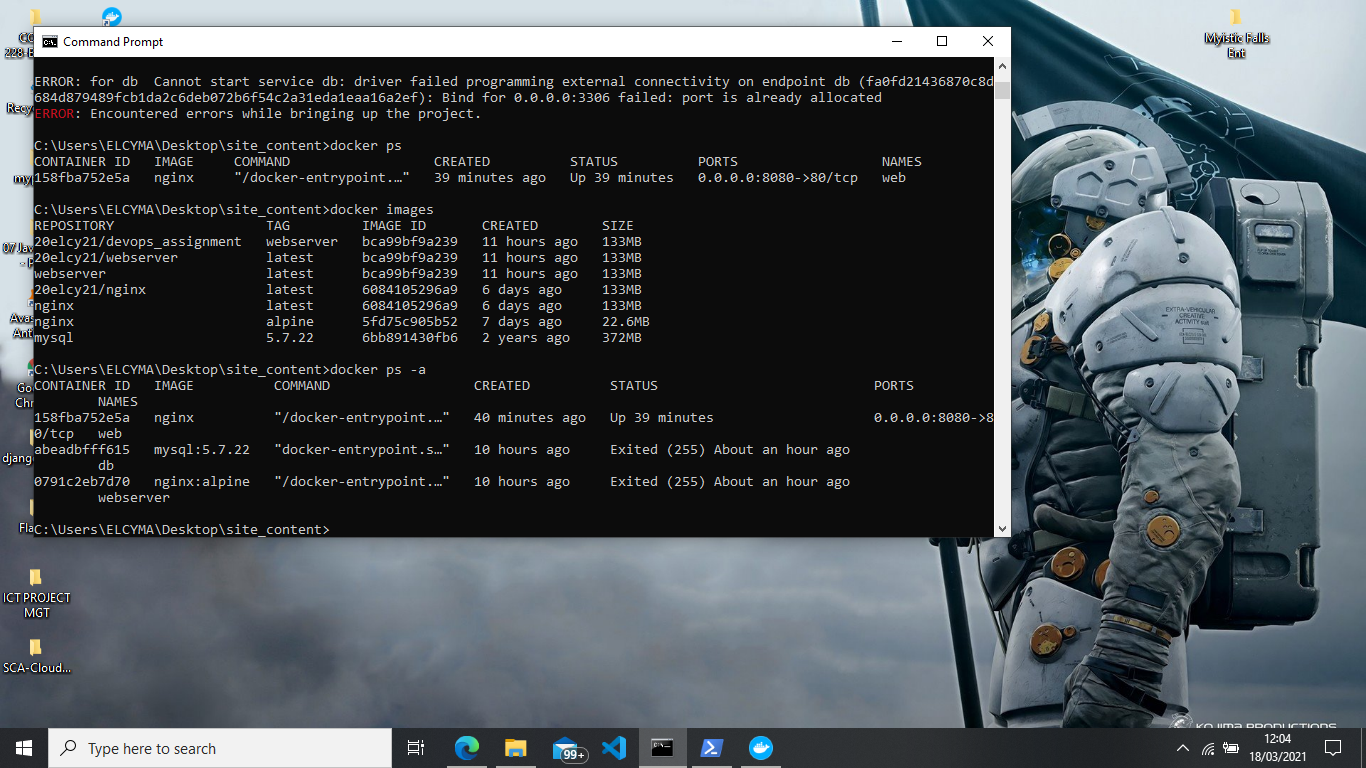 Command Prompt
ERROR: for db  Cannot start service db: driver failed programming external connectivity on endpoint db (fa0fd21436870c8d
684d879489fcb1da2c6deb072b6f54c2a31eda1eaa16a2ef): Bind for 0.0.0.0:3306 failed: port is already allocated
ERROR: Encountered errors while bringing up the project.
C:\Users\ELCYMA\Desktop\site_content>docker ps
CONTAINER ID   IMAGE     COMMAND                  CREATED          STATUS          PORTS                  NAMES
158fba752e5a   nginx     "/docker-entrypoint.…"   39 minutes ago   Up 39 minutes   0.0.0.0:8080->80/tcp   web
C:\Users\ELCYMA\Desktop\site_content>docker images
REPOSITORY                   TAG         IMAGE ID       CREATED        SIZE
20elcy21/devops_assignment   webserver   bca99bf9a239   11 hours ago   133MB
20elcy21/webserver           latest      bca99bf9a239   11 hours ago   133MB
webserver                    latest      bca99bf9a239   11 hours ago   133MB
20elcy21/nginx               latest      6084105296a9   6 days ago     133MB
nginx                        latest      6084105296a9   6 days ago     133MB
nginx                        alpine      5fd75c905b52   7 days ago     22.6MB
mysql                        5.7.22      6bb891430fb6   2 years ago    372MB
C:\Users\ELCYMA\Desktop\site_content>docker ps -a
CONTAINER ID   IMAGE          COMMAND                  CREATED          STATUS                           PORTS
        NAMES
158fba752e5a   nginx          "/docker-entrypoint.…"   40 minutes ago   Up 39 minutes                    0.0.0.0:8080->8
0/tcp   web
abeadbfff615   mysql:5.7.22   "docker-entrypoint.s…"   10 hours ago     Exited (255) About an hour ago
        db
0791c2eb7d70   nginx:alpine   "/docker-entrypoint.…"   10 hours ago     Exited (255) About an hour ago
        webserver
C:\Users\ELCYMA\Desktop\site_content>
Myistic Falls
Ent
EXTRA-VEHICULAR
CREATIVE
ACTIVITY
ICT PROJECT
MGT
SCA-Cloud...
KOJIMA PRODUCTIONS
Type here to search
99+
12:04
18/03/2021